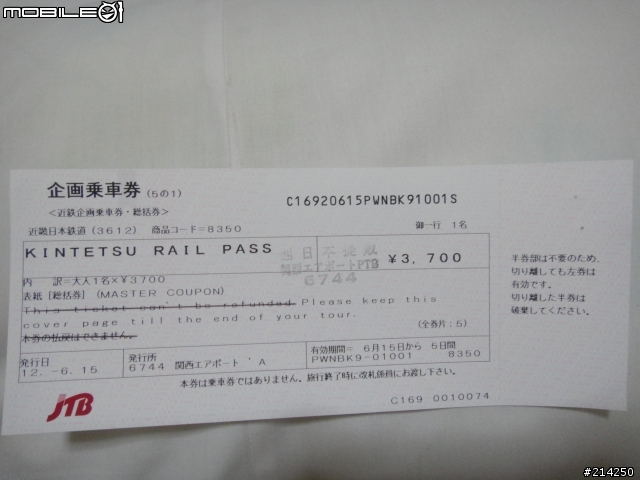 mobile01
企画乗車券 (5の1)
<近鉄企画乗車券・総括券>
C16920615PWNBK91001S
近畿日本鉄道 (3612) 商品コード=8350
御一行 1名
KINTETSU RAIL PASS
¥3,700
関西エアポートPTB
6744
内 訳=大人1名×¥3700
表紙「総括券」 (MASTER COUPON)
This ticket can't be refunded Please keep this
cover page till the end of your tour.
本券の払戻はできません。
(全券片:5)
発行日
12.-6.15
発行所
6744 関西エアポート 'A
有効期間= 6月15日から 5日間
PWNBK9-01001 8350
本券は乗車券ではありません。旅行終了時に改札係員にお渡し下さい。
JTB
C169 0010074
半券部は不要のため、
切り離しても左券は
有効です。
切り離した半券は
破棄してください。
#214250